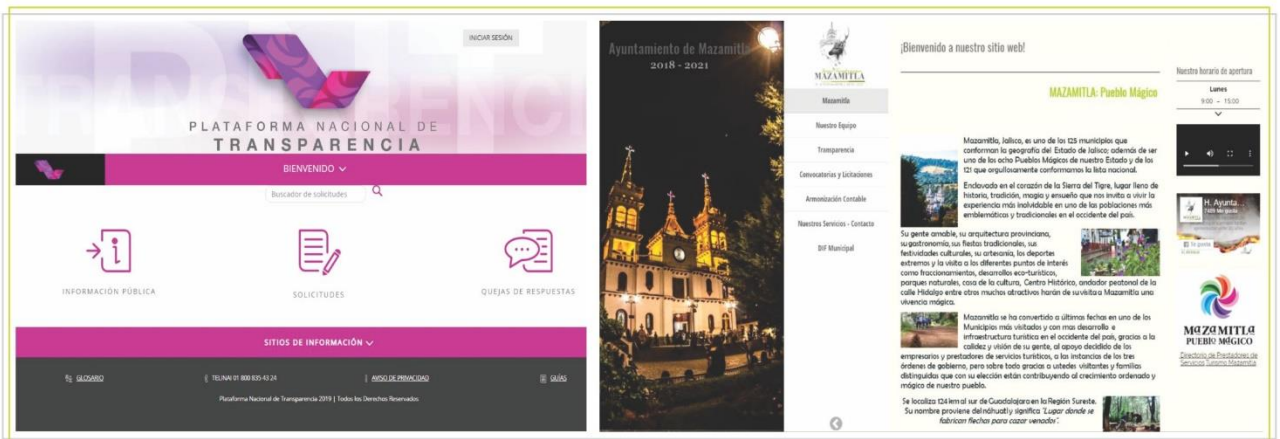 INICIAR SESIÓN
PLATAFORMA NACIONAL DE
TRANSPARENCIA
BIENVENIDO
Buscador de solicitudes
INFORMACIÓN PÚBLICA
SOLICITUDES
QUEJAS DE RESPUESTAS
SITIOS DE INFORMACIÓN
GLOSARIO
TELINAI 01 800 835-43 24
AVISO DE PRIVACIDAD
GUÍAS
Plataforma Nacional de Transparencia 2019 | Todos los Derechos Reservados
Ayuntamiento de Mazamitla
2018 - 2021
MAZAMITLA
Mazamitla
Nuestro Equipo
Transparencia
Convocatorias y Licitaciones
Armonización Contable
Nuestros Servicios - Contacto
DIF Municipal
¡Bienvenido a nuestro sitio web!
MAZAMITLA: Pueblo Mágico
Mazamitla, Jalisco, es uno de los 125 municipios que
conforman la geografía del Estado de Jalisco; además de ser
uno de los ocho Pueblos Mágicos de nuestro Estado y de los
121 que orgullosamente conformamos la lista nacional.
Enclavado en el corazón de la Sierra del Tigre, lugar lleno de
historia, tradición, magia y ensueño que nos invita a vivir la
experiencia más inolvidable en uno de las poblaciones más
emblemáticas y tradicionales en el occidente del país.
Su gente amable, su arquitectura provinciana,
su gastronomía, sus fiestas tradicionales, sus
festividades culturales, su artesanía, los deportes
extremos y la visita a los diferentes puntos de interés
como fraccionamientos, desarrollos eco-turísticos,
parques naturales, casa de la cultura, Centro Histórico, andador peatonal de la
calle Hidalgo entre otros muchos atractivos harán de su visita a Mazamitla una
vivencia mágica.
Mazamitla se ha convertido a últimas fechas en uno de los
Municipios más visitados y con mas desarrollo e
infraestructura turística en el occidente del país, gracias a la
calidez y visión de su gente, al apoyo decidido de los
empresarios y prestadores de servicios turísticos, a las instancias de los tres
órdenes de gobierno, pero sobre todo gracias a ustedes visitantes y familias
distinguidas que con su elección están contribuyendo al crecimiento ordenado y
mágico de nuestro pueblo.
Se localiza 124 km al sur de Guadalajara en la Región Sureste.
Su nombre proviene del náhuatl y significa "Lugar donde se
fabrican flechas para cazar venados".
Nuestro horario de apertura
Lunes
9:00 – 15:00
H. Ayunta...
MAZAMITLA
PUEBLO MÁGICO
Directorio de Prestadores de
Servicios Turismo Mazamitla